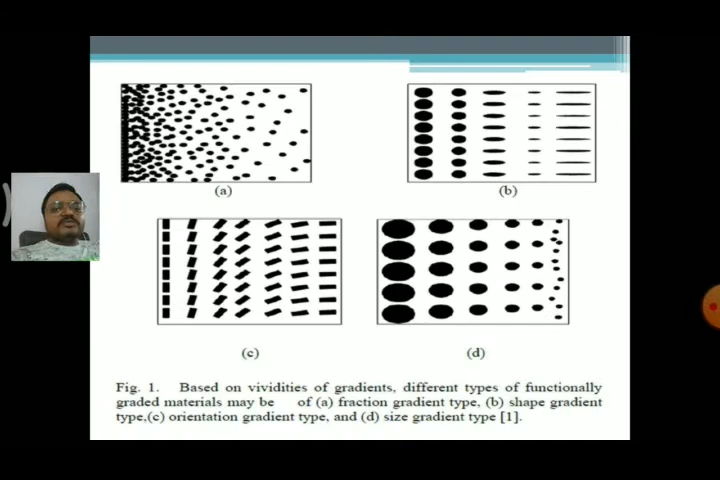 (a)
(b)
(c)
(d)
Fig. 1. Based on vividities of gradients, different types of functionally
graded materials may be of (a) fraction gradient type, (b) shape gradient
type,(c) orientation gradient type, and (d) size gradient type [1].